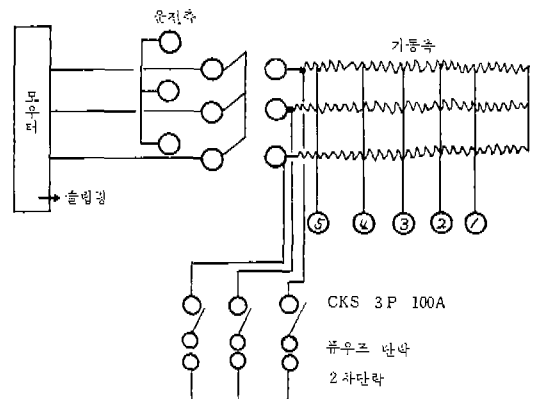 운전측
기동측
모우터
슬립링
⑤ ④ ③ ② ①
CKS 3P 100A
퓨우즈 단락
2차단락